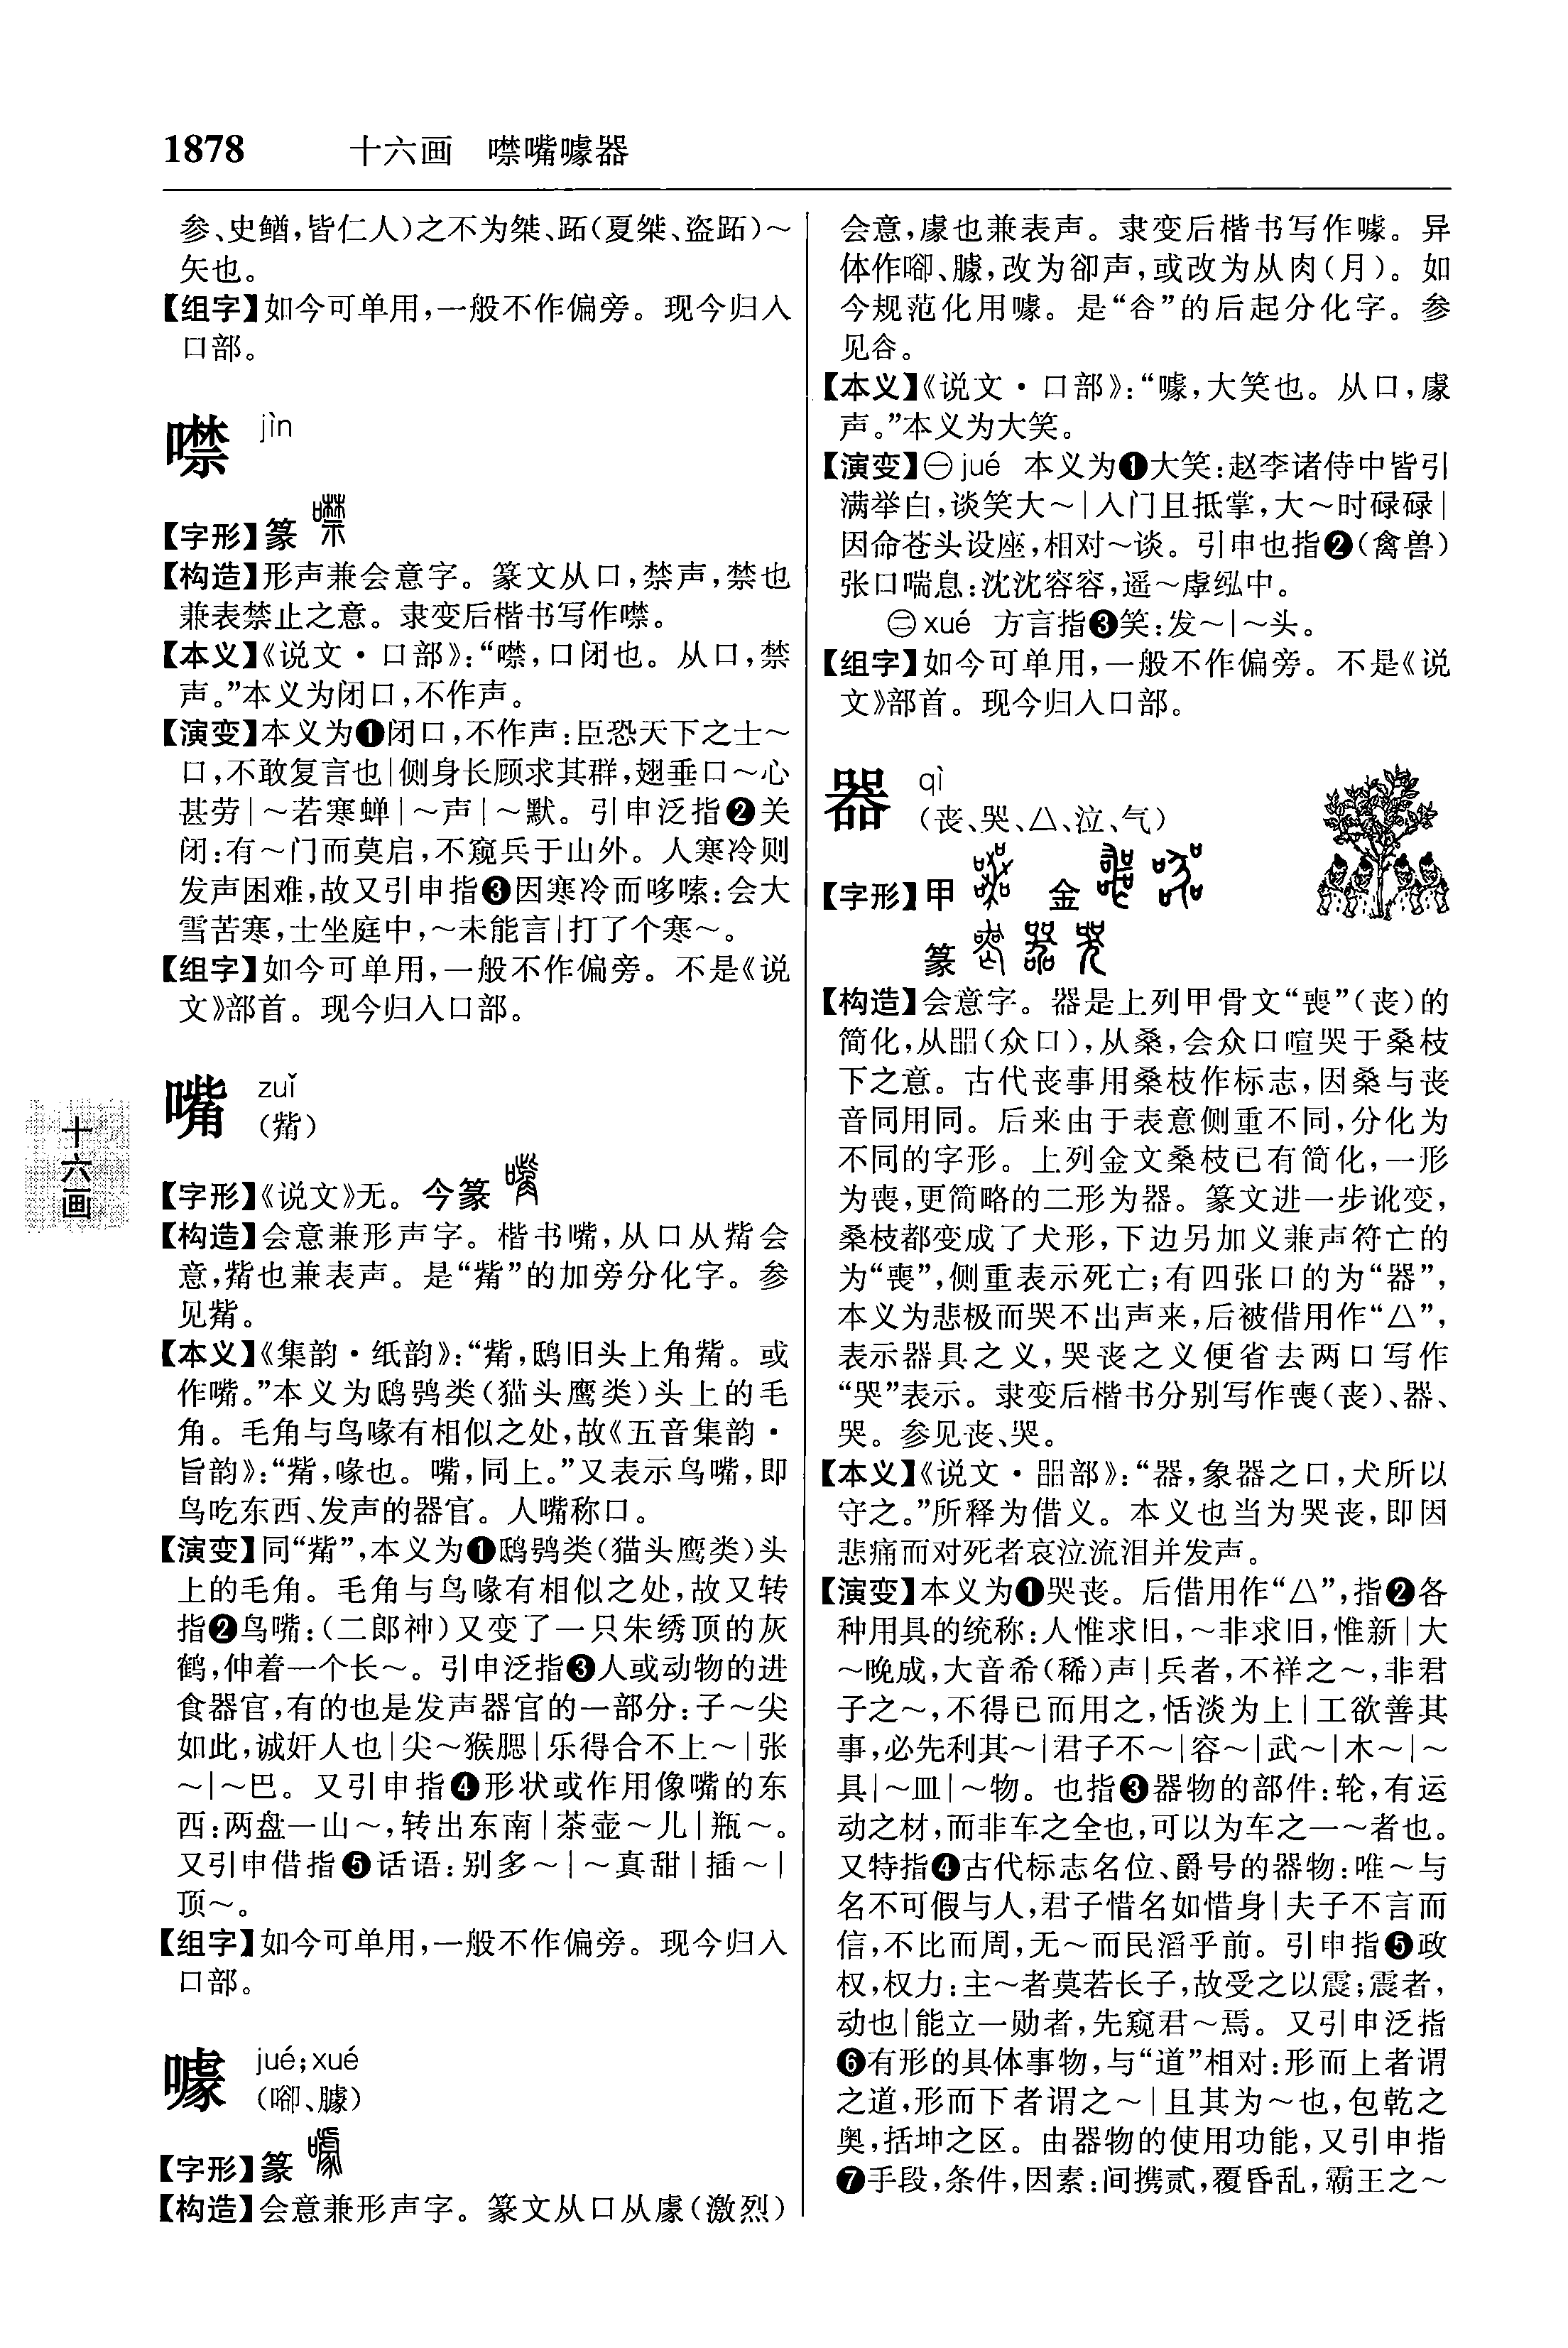 1878 十六画 噤嘴噱器
参、史鰌,皆仁人)之不为桀、跖(夏桀、盗跖)～
矢也。
【组字】如今可单用,一般不作偏旁。现今归入
口部。
噤 jìn
【字形】篆
【构造】形声兼会意字。篆文从口,禁声,禁也
兼表禁止之意。隶变后楷书写作噤。
【本义】《说文·口部》:“噤,口闭也。从口,禁
声。”本义为闭口,不作声。
【演变】本义为❶闭口,不作声:臣恐天下之士～
口,不敢复言也|侧身长顾求其群,翅垂口～心
甚劳|～若寒蝉|～声|～默。引申泛指❷关
闭:有～门而莫启,不窥兵于山外。人寒冷则
发声困难,故又引申指❸因寒冷而哆嗦:会大
雪苦寒,士坐庭中,～未能言|打了个寒～。
【组字】如今可单用,一般不作偏旁。不是《说
文》部首。现今归入口部。
嘴 zuǐ
(觜)
【字形】《说文》无。今篆
【构造】会意兼形声字。楷书嘴,从口从觜会
意,觜也兼表声。是“觜”的加旁分化字。参
见觜。
【本义】《集韵·纸韵》:“觜,鸱旧头上角觜。或
作嘴。”本义为鸱鸮类(猫头鹰类)头上的毛
角。毛角与鸟喙有相似之处,故《五音集韵·
旨韵》:“觜,喙也。嘴,同上。”又表示鸟嘴,即
鸟吃东西、发声的器官。人嘴称口。
【演变】同“觜”,本义为❶鸱鸮类(猫头鹰类)头
上的毛角。毛角与鸟喙有相似之处,故又转
指❷鸟嘴:(二郎神)又变了一只朱绣顶的灰
鹤,伸着一个长～。引申泛指❸人或动物的进
食器官,有的也是发声器官的一部分:子～尖
如此,诚奸人也|尖～猴腮|乐得合不上～|张
～|～巴。又引申指❹形状或作用像嘴的东
西:两盘一山～,转出东南|茶壶～儿|瓶～。
又引申借指❺话语:别多～|～真甜|插～|
顶～。
【组字】如今可单用,一般不作偏旁。现今归入
口部。
噱 jué;xué
(㖸、臄)
【字形】篆
【构造】会意兼形声字。篆文从口从豦(激烈)
会意,豦也兼表声。隶变后楷书写作噱。异
体作㖸、臄,改为卻声,或改为从肉(月)。如
今规范化用噱。是“㕣”的后起分化字。参
见㕣。
【本义】《说文·口部》:“噱,大笑也。从口,豦
声。”本义为大笑。
【演变】㊀jué 本义为❶大笑:赵李诸侍中皆引
满举白,谈笑大～|入门且抵掌,大～时碌碌|
因命苍头设座,相对～谈。引申也指❷(禽兽)
张口喘息:沈沈容容,遥～虖纮中。
㊁xué 方言指❸笑:发～|～头。
【组字】如今可单用,一般不作偏旁。不是《说
文》部首。现今归入口部。
器 qì
(丧、哭、凵、泣、气)
【字形】甲 金
篆
【构造】会意字。器是上列甲骨文“喪”(丧)的
简化,从㗊(众口),从桑,会众口喧哭于桑枝
下之意。古代丧事用桑枝作标志,因桑与丧
音同用同。后来由于表意侧重不同,分化为
不同的字形。上列金文桑枝已有简化,一形
为喪,更简略的二形为器。篆文进一步讹变,
桑枝都变成了犬形,下边另加义兼声符亡的
为“喪”,侧重表示死亡;有四张口的为“器”,
本义为悲极而哭不出声来,后被借用作“凵”,
表示器具之义,哭丧之义便省去两口写作
“哭”表示。隶变后楷书分别写作喪(丧)、器、
哭。参见丧、哭。
【本义】《说文·㗊部》:“器,象器之口,犬所以
守之。”所释为借义。本义也当为哭丧,即因
悲痛而对死者哀泣流泪并发声。
【演变】本义为❶哭丧。后借用作“凵”,指❷各
种用具的统称:人惟求旧,～非求旧,惟新|大
～晚成,大音希(稀)声|兵者,不祥之～,非君
子之～,不得已而用之,恬淡为上|工欲善其
事,必先利其～|君子不～|容～|武～|木～|～
具|～皿|～物。也指❸器物的部件:轮,有运
动之材,而非车之全也,可以为车之一～者也。
又特指❹古代标志名位、爵号的器物:唯～与
名不可假与人,君子惜名如惜身|夫子不言而
信,不比而周,无～而民滔乎前。引申指❺政
权,权力:主～者莫若长子,故受之以震;震者,
动也|能立一勋者,先窥君～焉。又引申泛指
❻有形的具体事物,与“道”相对:形而上者谓
之道,形而下者谓之～|且其为～也,包乾之
奥,括坤之区。由器物的使用功能,又引申指
❼手段,条件,因素:间携贰,覆昏乱,霸王之～
十六画